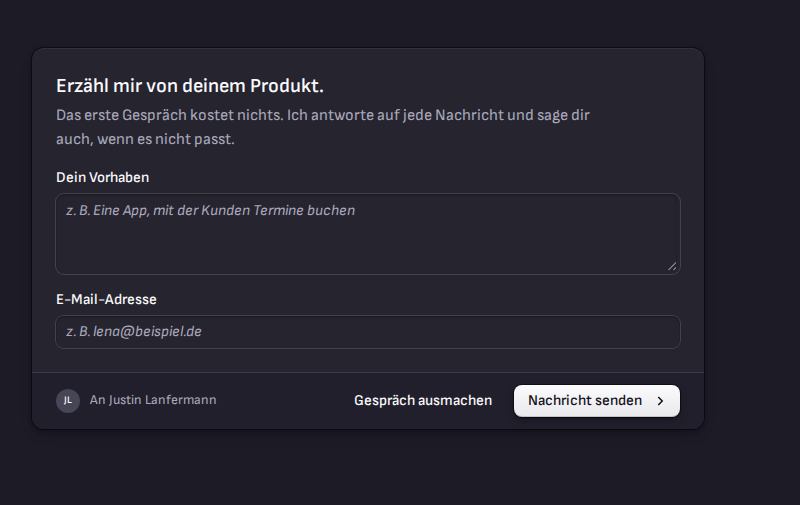 Erzähl mir von deinem Produkt.
Das erste Gespräch kostet nichts. Ich antworte auf jede Nachricht und sage dir
auch, wenn es nicht passt.
Dein Vorhaben
z. B. Eine App, mit der Kunden Termine buchen
E-Mail-Adresse
z. B. lena@beispiel.de
JL An Justin Lanfermann Gespräch ausmachen Nachricht senden